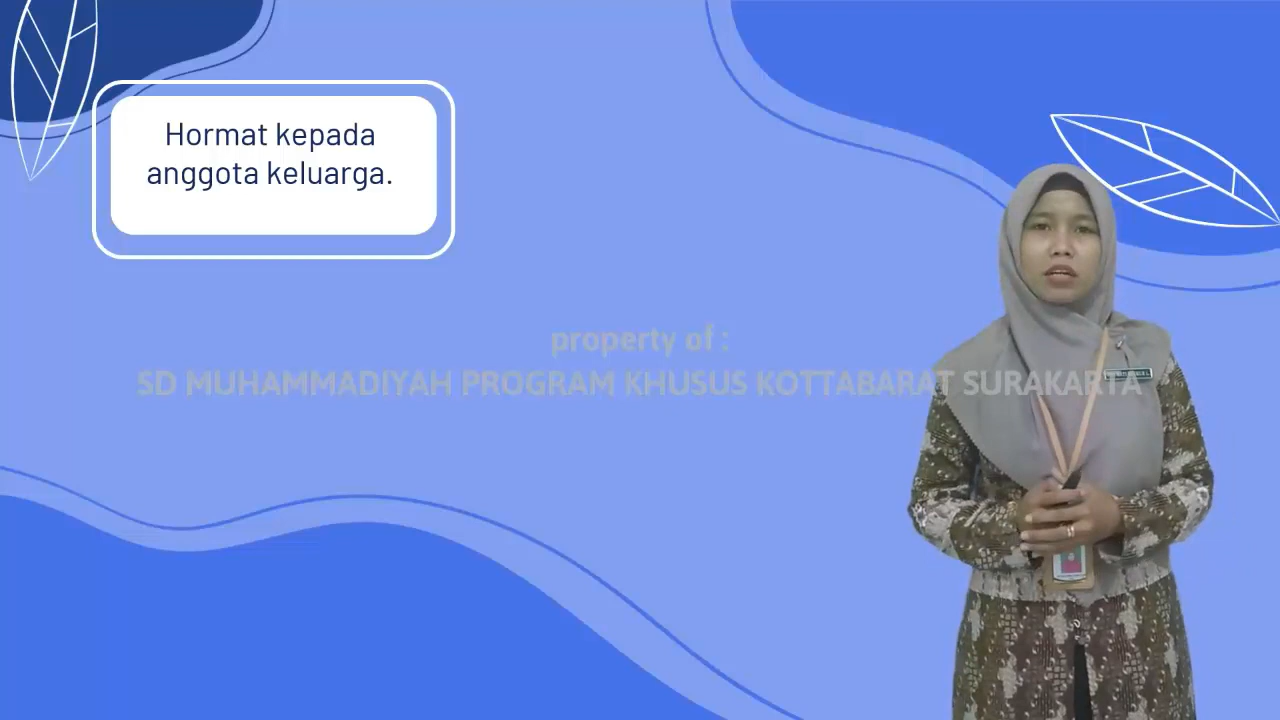 Hormat kepada
anggota keluarga.
property of :
SD MUHAMMADIYAH PROGRAM KHUSUS KOTTABARAT SURAKARTA